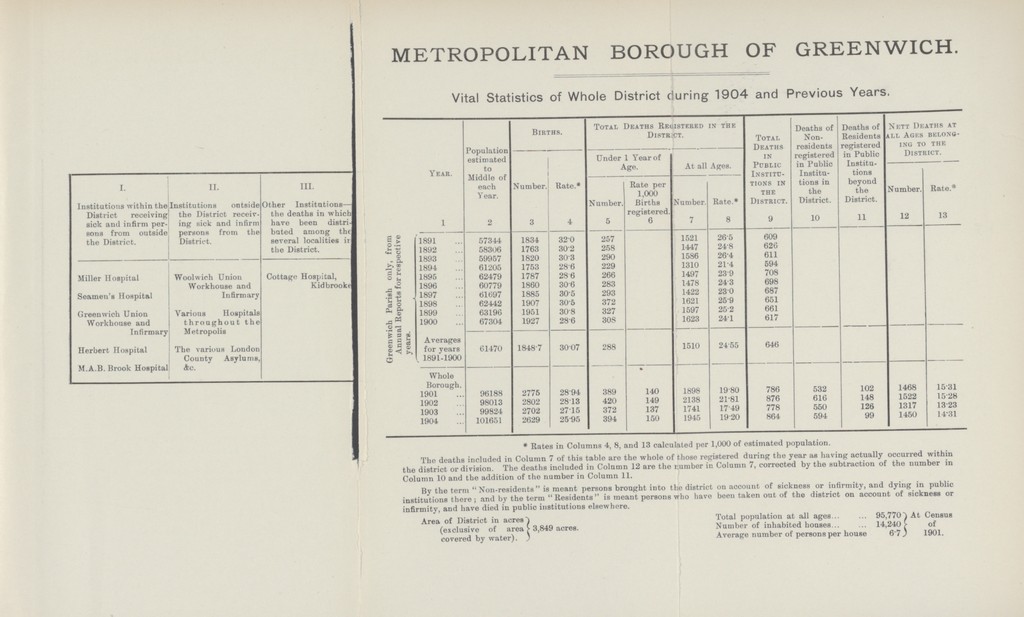 I. II. III.
Institutions within the District receiving sick and infirm persons from outside the District.
Institutions outside the District receiving sick and infirm persons from the District.
Other Institutions— the deaths in which have been distributed among the several localities in the District.
Miller Hospital
Seamen's Hospital
Greenwich Union
Workhouse and
Infirmary
Herbert Hospital
M.A.B. Brook Hospital
Woolwich Union
Workhouse and
Infirmary
Various Hospitals
throughout the
Metropolis
The various London
County Asylums,
&c.
Cottage Hospital,
Kidbrooke
METROPOLITAN BOROUGH OF GREENWICH.
Vital Statistics of Whole District during 1904 and Previous Years.
YEAR. Population estimated to Middle of each Year. BIRTHS. TOTAL DEATHS REGISTERED IN THE DISTRICT. TOTAL DEATHS IN PUBLIC INSTITUTIONS IN THE DISTRICT. Deaths of Non-residents registered in Public Institutions in the District. Deaths of Residents registered in Public Institutions beyond the District. NETT DEATHS AT ALL AGES BELONGING TO THE DISTRICT.
Under 1 Year of Age. At all Ages.
Number. Rate.* Number. Rate per 1,000 Births registered. Number. Rate.* Number. Rate.*
1 2 3 4 5 6 7 8 9 10 11 12 13
Greenwich Parish only, from
Annual Reports for respective
years.
1891 ... 57344 1834 32·0 257 1521 26·5 609
1892 ... 58306 1763 30·2 258 1447 24·8 626
1893 ... 59957 1820 30·3 290 1586 26·4 611
1894 ... 61205 1753 28·6 229 1310 21·4 594
1895 ... 62479 1787 28·6 266 1497 23·9 708
1896 ... 60779 1860 30·6 283 1478 24·3 698
1897 ... 61697 1885 30·5 293 1422 23·0 687
1898 ... 62442 1907 30·5 372 1621 25·9 651
1899 ... 63196 1951 30·8 327 1597 25·2 661
1900 ... 67304 1927 28·6 308 1623 24·1 617
Averages
for years 61470 1848·7 30·07 288 1510 24·55 646
1891-1900
Whole
Borough.
1901 ... 96188 2775 28·94 389 140 1898 19·80 786 532 102 1468 15·31
1902 ... 98013 2802 28·13 420 149 2138 21·81 876 616 148 1522 15·28
1903 ... 99824 2702 27·15 372 137 1741 17·49 778 550 126 1317 13·23
1904 ... 101651 2629 25·95 394 150 1945 19·20 864 594 99 1450 14·31
* Rates in Columns 4, 8, and 13 calculated per 1,000 of estimated population.
The deaths included in Column 7 of this table are the whole of those registered during the year as having actually occurred within
the district or division. The deaths included in Column 12 are the number in Column 7, corrected by the subtraction of the number in
Column 10 and the addition of the number in Column 11.
By the term "Non-residents" is meant persons brought into the district on account of sickness or infirmity, and dying in public
institutions there; and by the term "Residents" is meant persons who have been taken out of the district on account of sickness or
infirmity, and have died in public institutions elsewhere.
Area of District in acres
(exclusive of area
covered by water).
3,849 acres.
Total population at all ages... ... 95,770
Number of inhabited houses... ... 14,240
Average number of persons per house 6·7
At Census
of
1901.